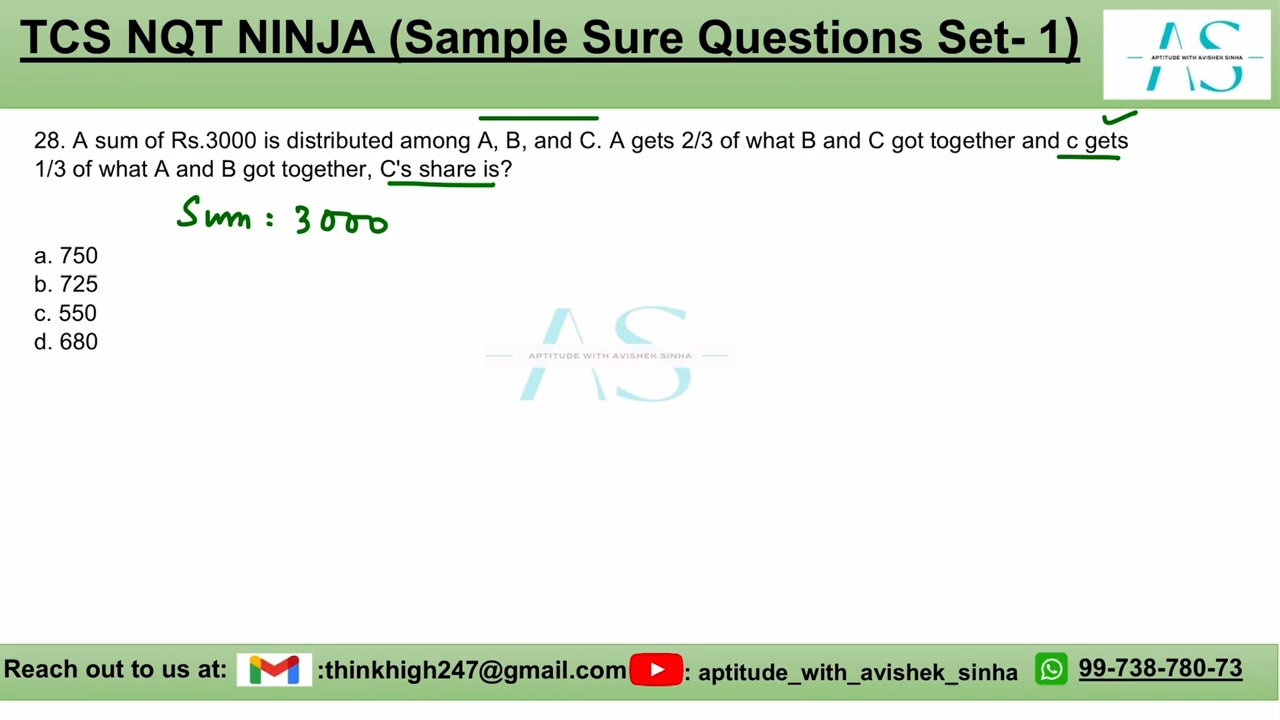 TCS NQT NINJA (Sample Sure Questions Set- 1)
AS
APTITUDE WITH AVISHEK SINHA
28. A sum of Rs.3000 is distributed among A, B, and C. A gets 2/3 of what B and C got together and c gets
1/3 of what A and B got together, C's share is?
Sum : 3000
a. 750
b. 725
c. 550
d. 680
AS
APTITUDE WITH AVISHEK SINHA
Reach out to us at: :thinkhigh247@gmail.com : aptitude_with_avishek_sinha 99-738-780-73